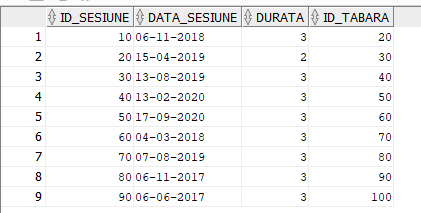 ID_SESIUNE DATA_SESIUNE DURATA ID_TABARA
1 10 06-11-2018 3 20
2 20 15-04-2019 2 30
3 30 13-08-2019 3 40
4 40 13-02-2020 3 50
5 50 17-09-2020 3 60
6 60 04-03-2018 3 70
7 70 07-08-2019 3 80
8 80 06-11-2017 3 90
9 90 06-06-2017 3 100